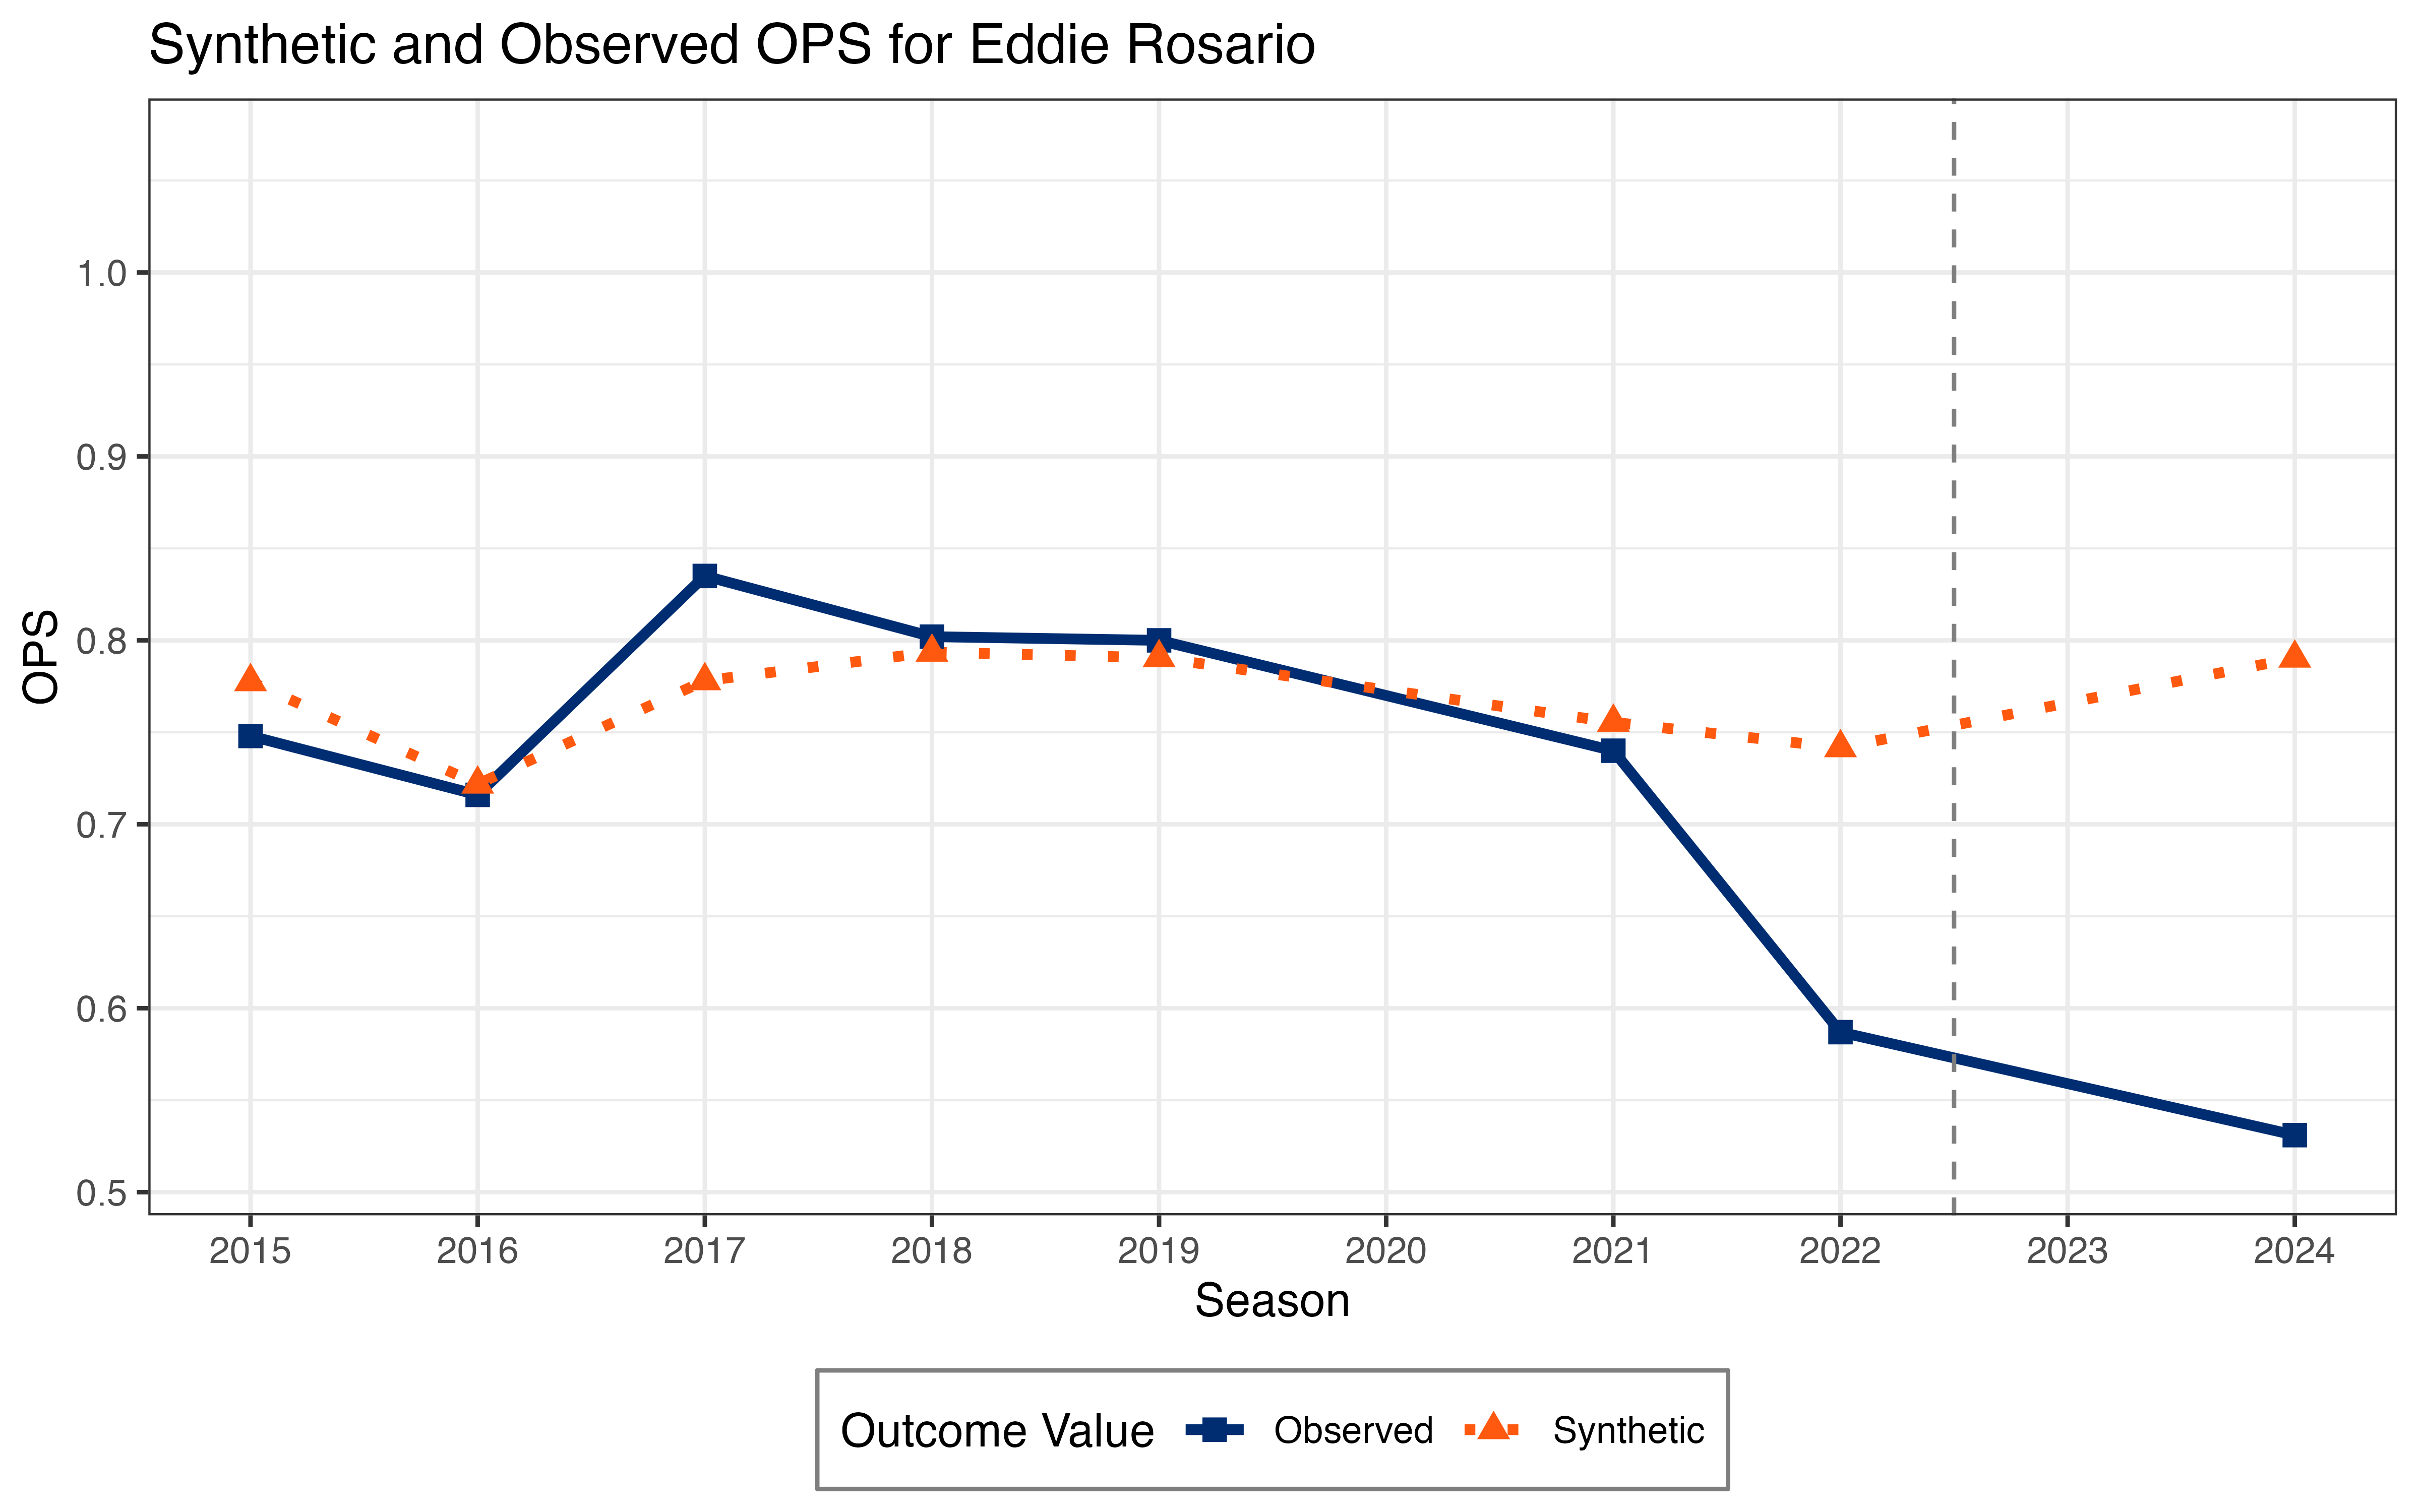 Synthetic and Observed OPS for Eddie Rosario
OPS
1.0
0.9
0.8
0.7
0.6
0.5
2015 2016 2017 2018 2019 2020 2021 2022 2023 2024
Season
Outcome Value Observed Synthetic